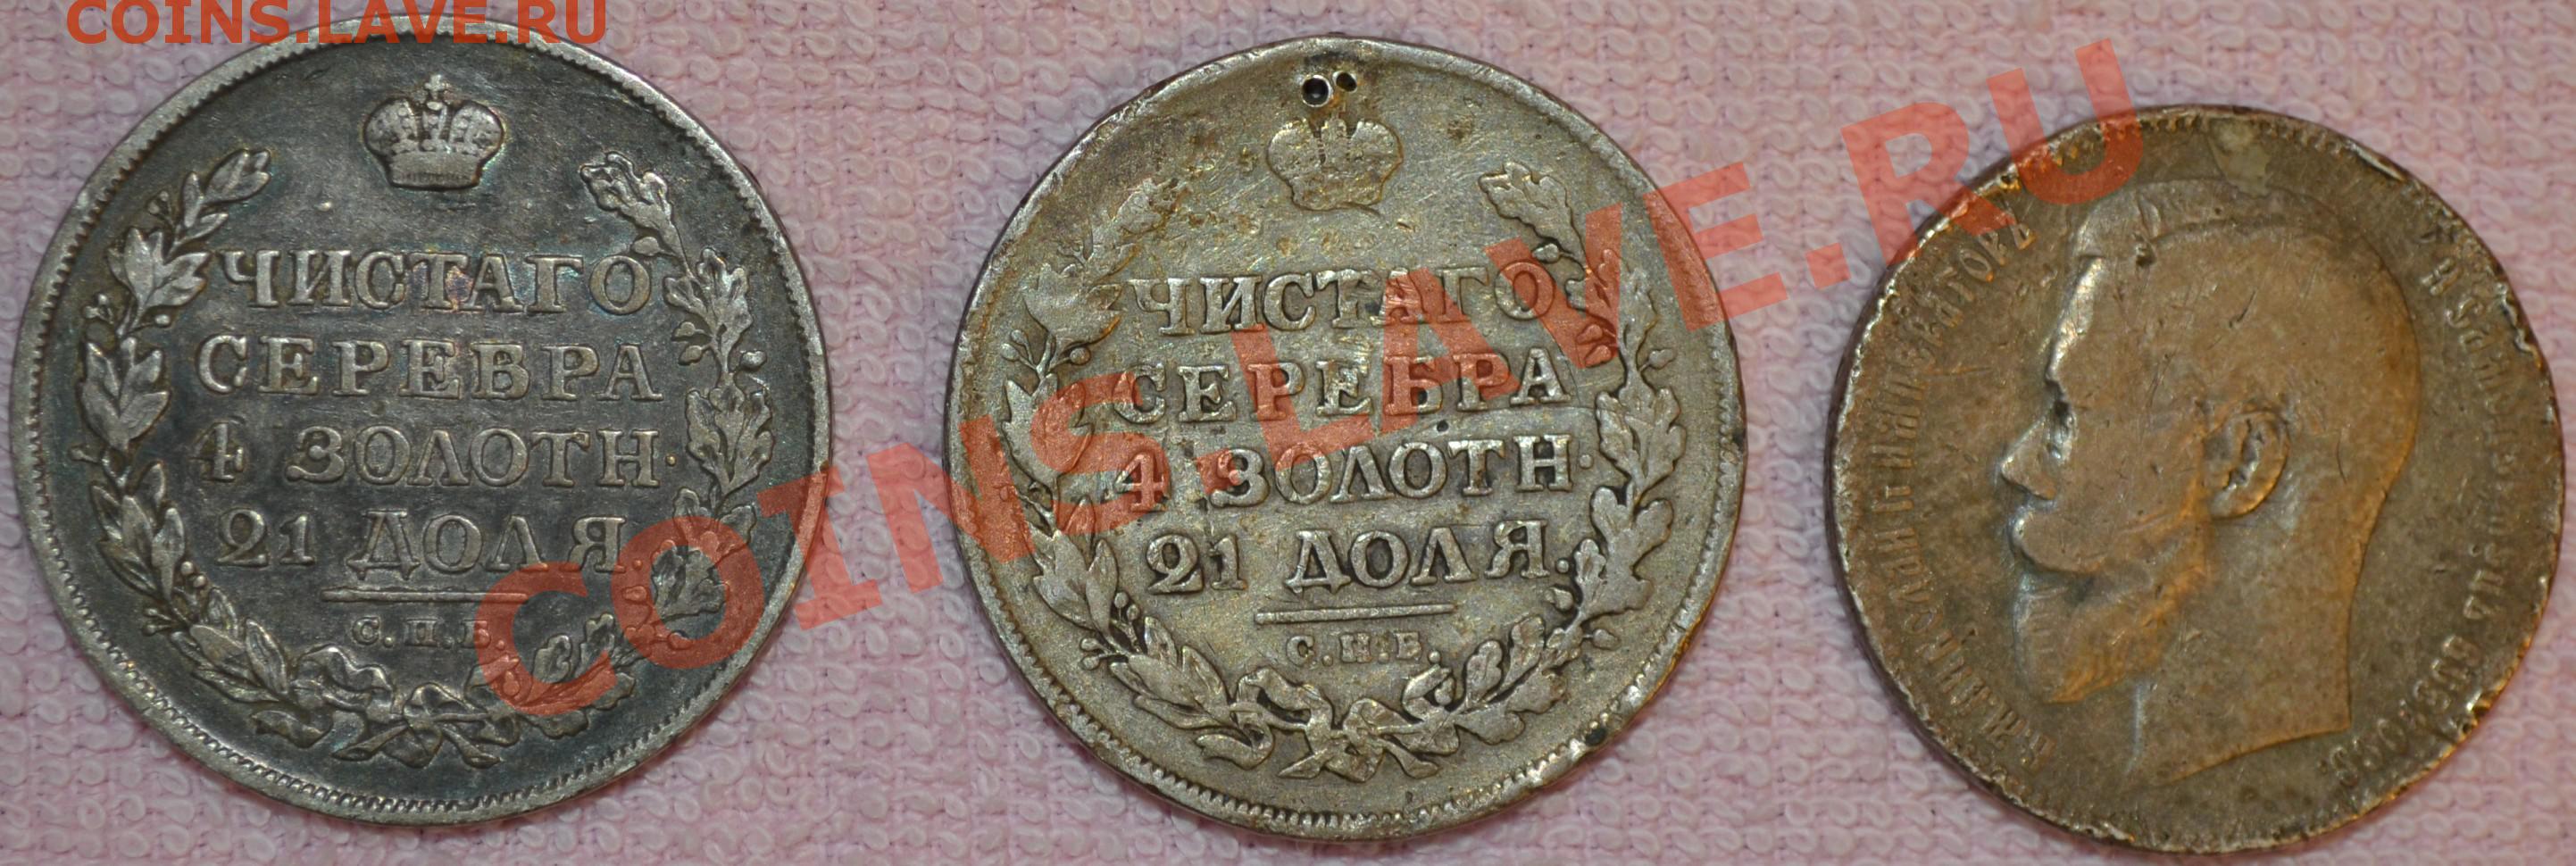 COINS.LAVE.RU
ЧИСТАГО
СЕРЕБРА
4 ЗОЛОТН.
21 ДОЛЯ.
С.П.Б.
ЧИСТАГО
СЕРЕБРА
4 ЗОЛОТН.
21 ДОЛЯ.
С.П.Б.
COINS.LAVE.RU